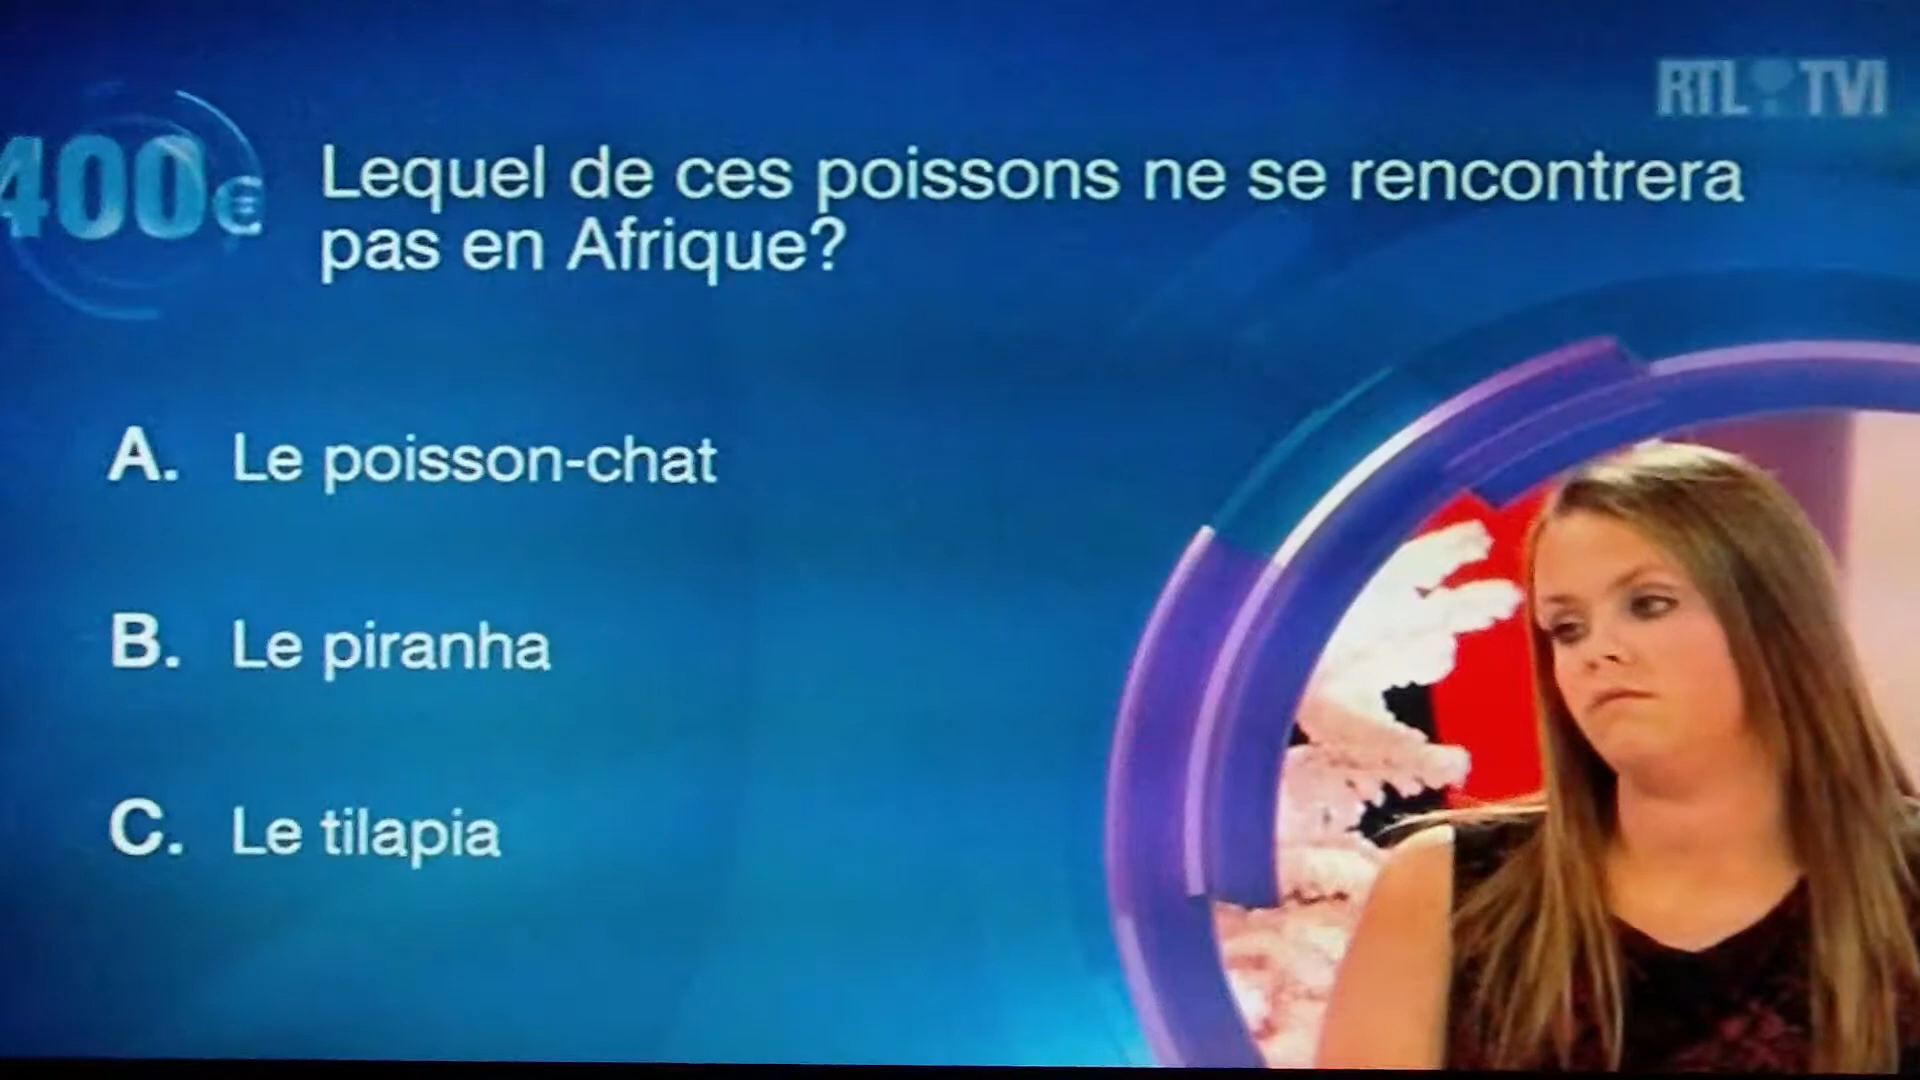 RTL TVI
400€
Lequel de ces poissons ne se rencontrera
pas en Afrique?
A. Le poisson-chat
B. Le piranha
C. Le tilapia